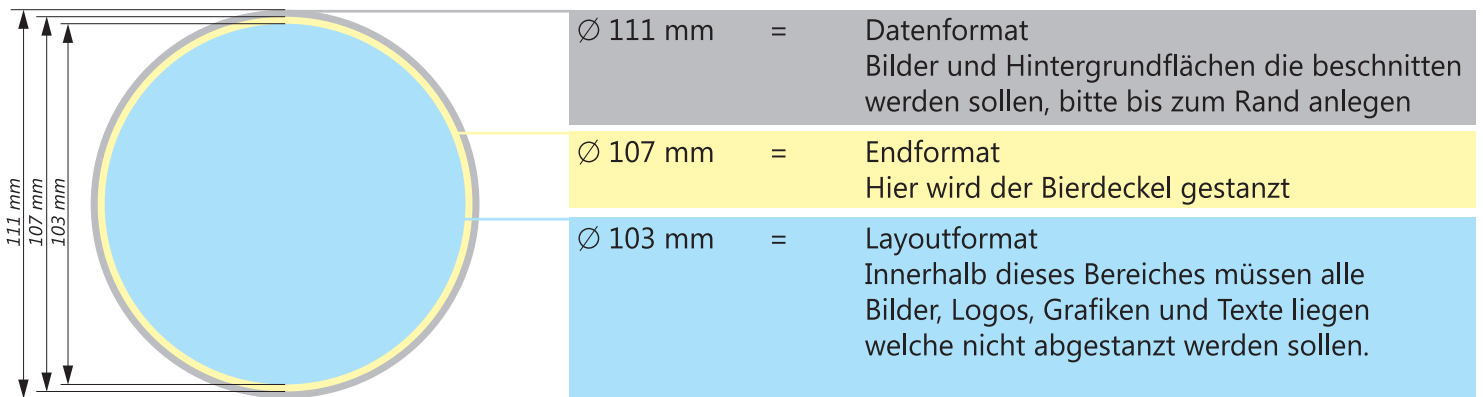 111 mm
107 mm
103 mm
∅ 111 mm = Datenformat
Bilder und Hintergrundflächen die beschnitten
werden sollen, bitte bis zum Rand anlegen
∅ 107 mm = Endformat
Hier wird der Bierdeckel gestanzt
∅ 103 mm = Layoutformat
Innerhalb dieses Bereiches müssen alle
Bilder, Logos, Grafiken und Texte liegen
welche nicht abgestanzt werden sollen.